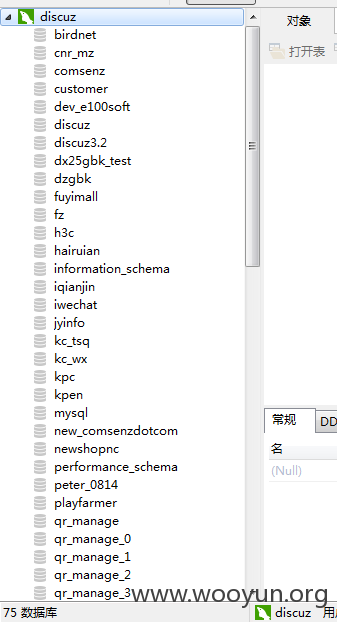 discuz
对象
birdnet
cnr_mz
打开表
comsenz
customer
dev_e100soft
discuz
discuz3.2
dx25gbk_test
dzgbk
fuyimall
fz
h3c
hairuian
information_schema
iqianjin
iwechat
jyinfo
kc_tsq
kc_wx
kpc
kpen
mysql
常规
DD
new_comsenzdotcom
newshopnc
名
performance_schema
(Null)
peter_0814
playfarmer
qr_manage
qr_manage_0
qr_manage_1
qr_manage_2
qr_manage_3
www.wooyun.org
75 数据库
discuz
用户